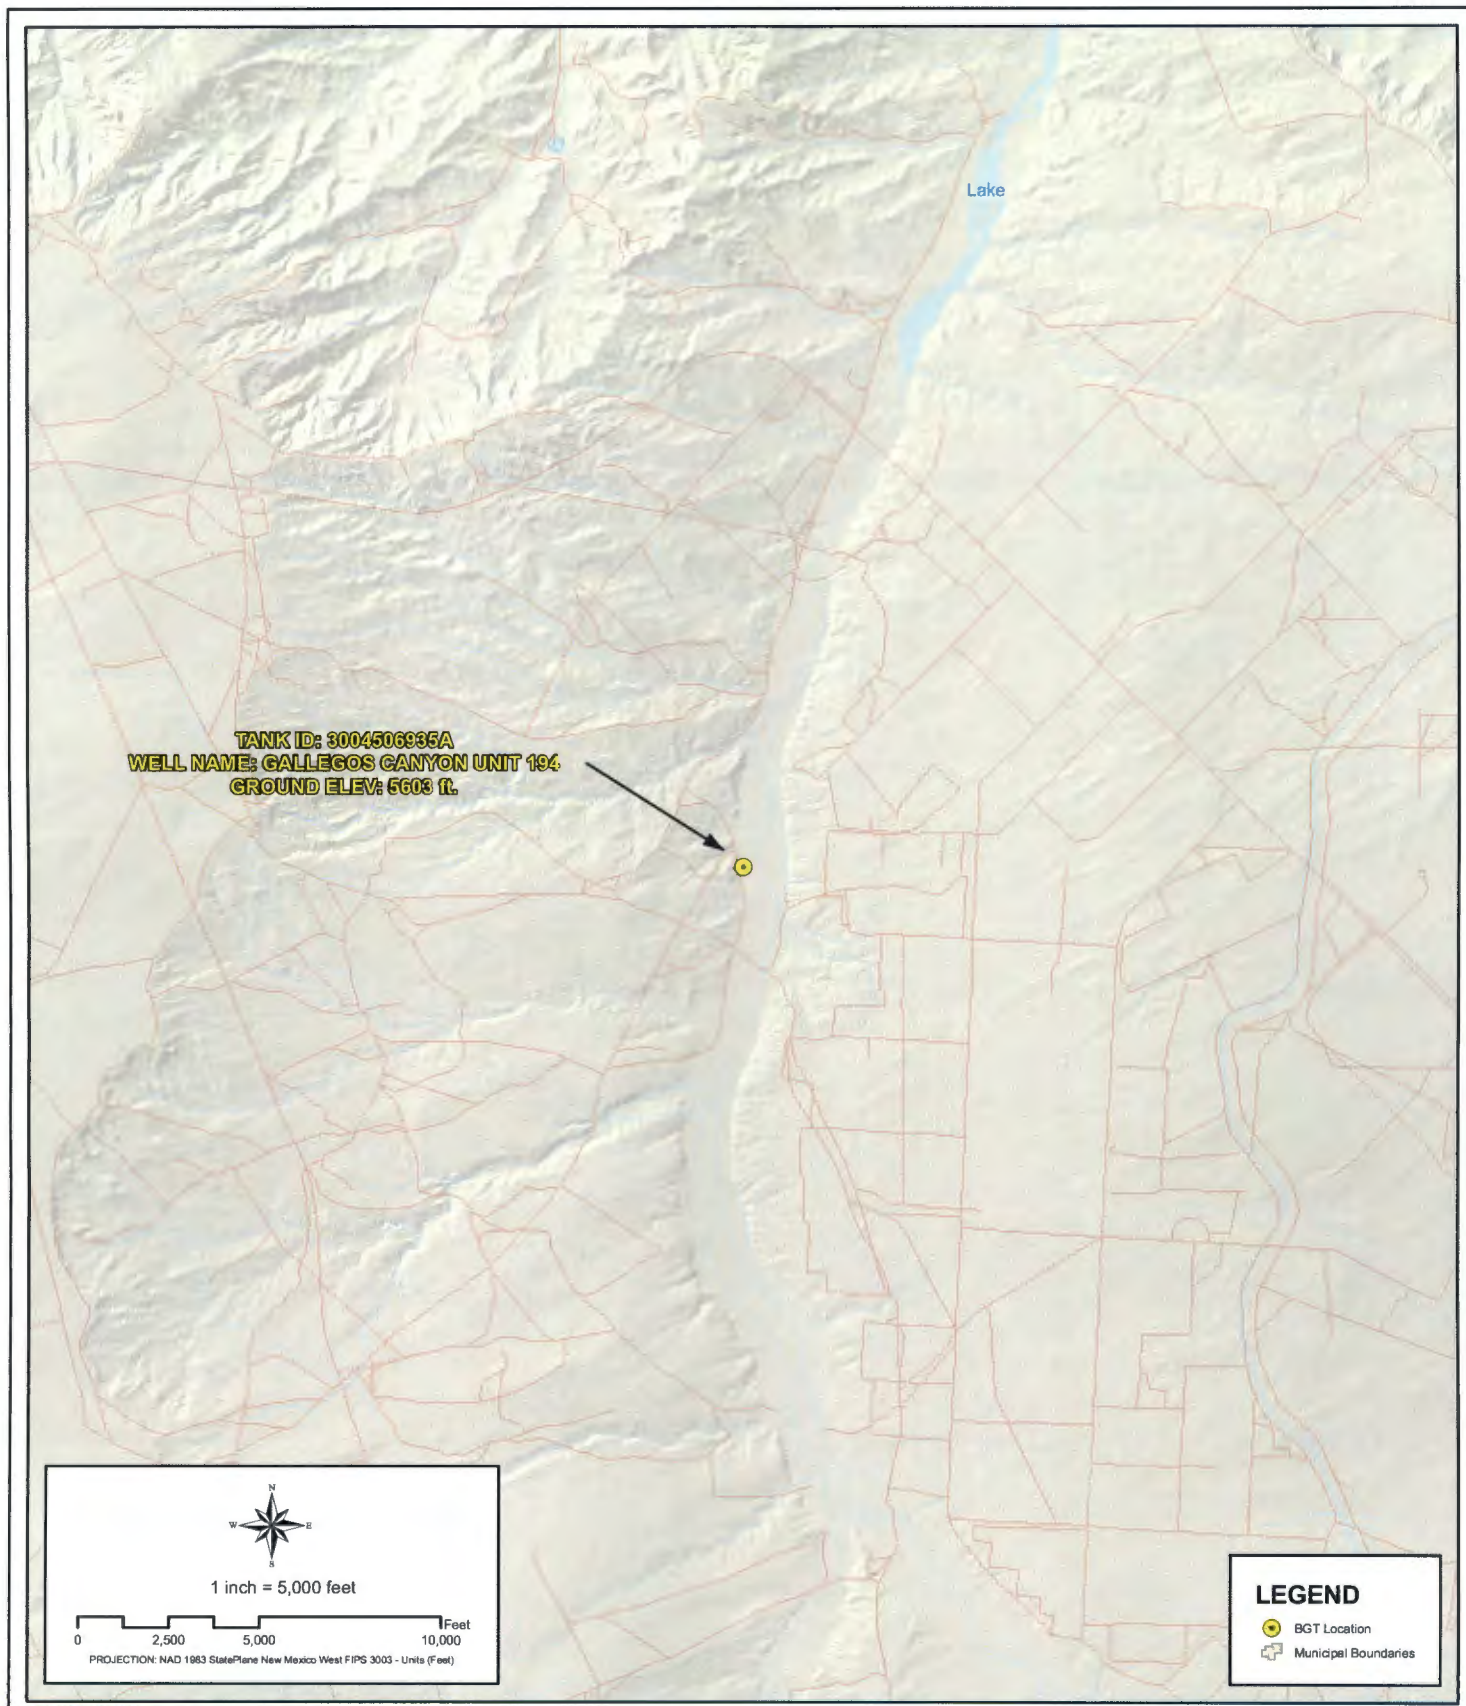 Lake
TANK ID: 3004506935A
WELL NAME: GALLEGOS CANYON UNIT 194
GROUND ELEV: 5603 ft.
N
W E
S
1 inch = 5,000 feet
Feet
0 2,500 5,000 10,000
PROJECTION: NAD 1983 StatePlane New Mexico West FIPS 3003 - Units (Feet)
LEGEND
BGT Location
Municipal Boundaries